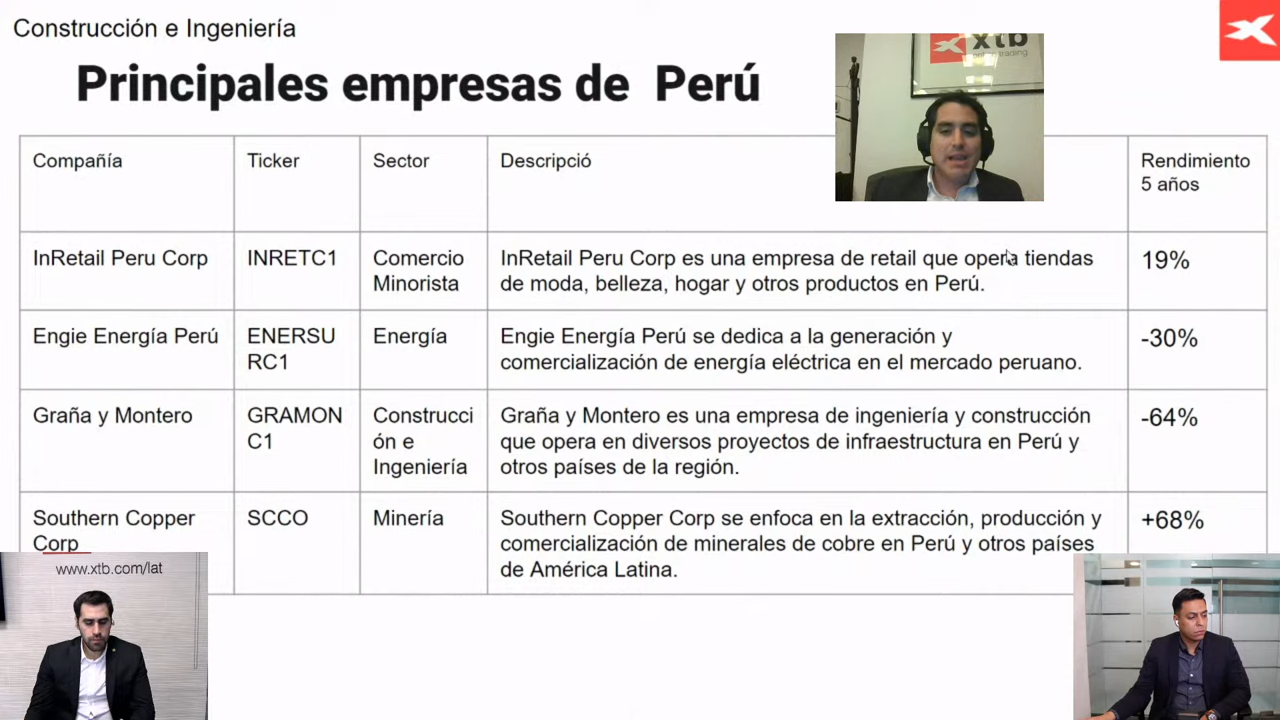 Construcción e Ingeniería
Principales empresas de Perú
xtb
Compañía
Ticker
Sector
Descripció
Rendimiento
5 años
InRetail Peru Corp
INRETC1
Comercio
Minorista
InRetail Peru Corp es una empresa de retail que opera tiendas
de moda, belleza, hogar y otros productos en Perú.
19%
Engie Energía Perú
ENERSU
RC1
Energía
Engie Energía Perú se dedica a la generación y
comercialización de energía eléctrica en el mercado peruano.
-30%
Graña y Montero
GRAMON
C1
Construcci
ón e
Ingeniería
Graña y Montero es una empresa de ingeniería y construcción
que opera en diversos proyectos de infraestructura en Perú y
otros países de la región.
-64%
Southern Copper
Corp
SCCO
Minería
Southern Copper Corp se enfoca en la extracción, producción y
comercialización de minerales de cobre en Perú y otros países
de América Latina.
+68%
www.xtb.com/lat